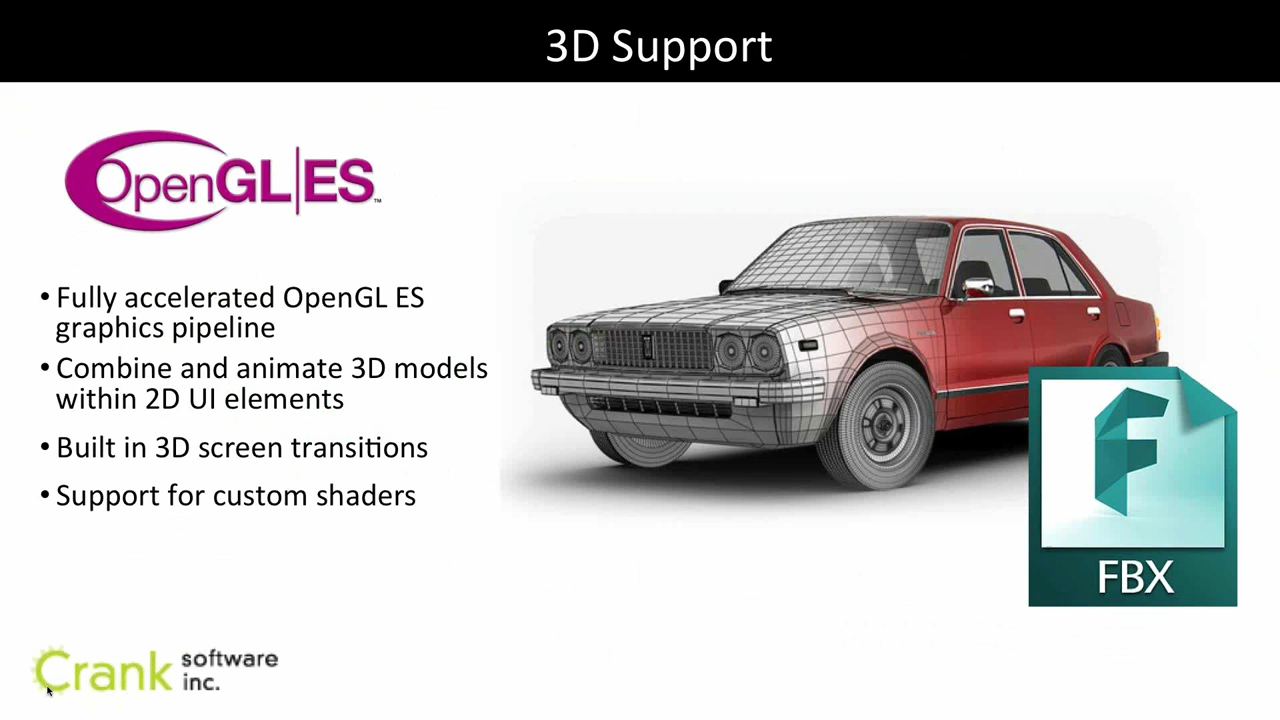 3D Support
OpenGL|ES™
• Fully accelerated OpenGL ES
graphics pipeline
• Combine and animate 3D models
within 2D UI elements
• Built in 3D screen transitions
• Support for custom shaders
F
FBX
Crank software
inc.